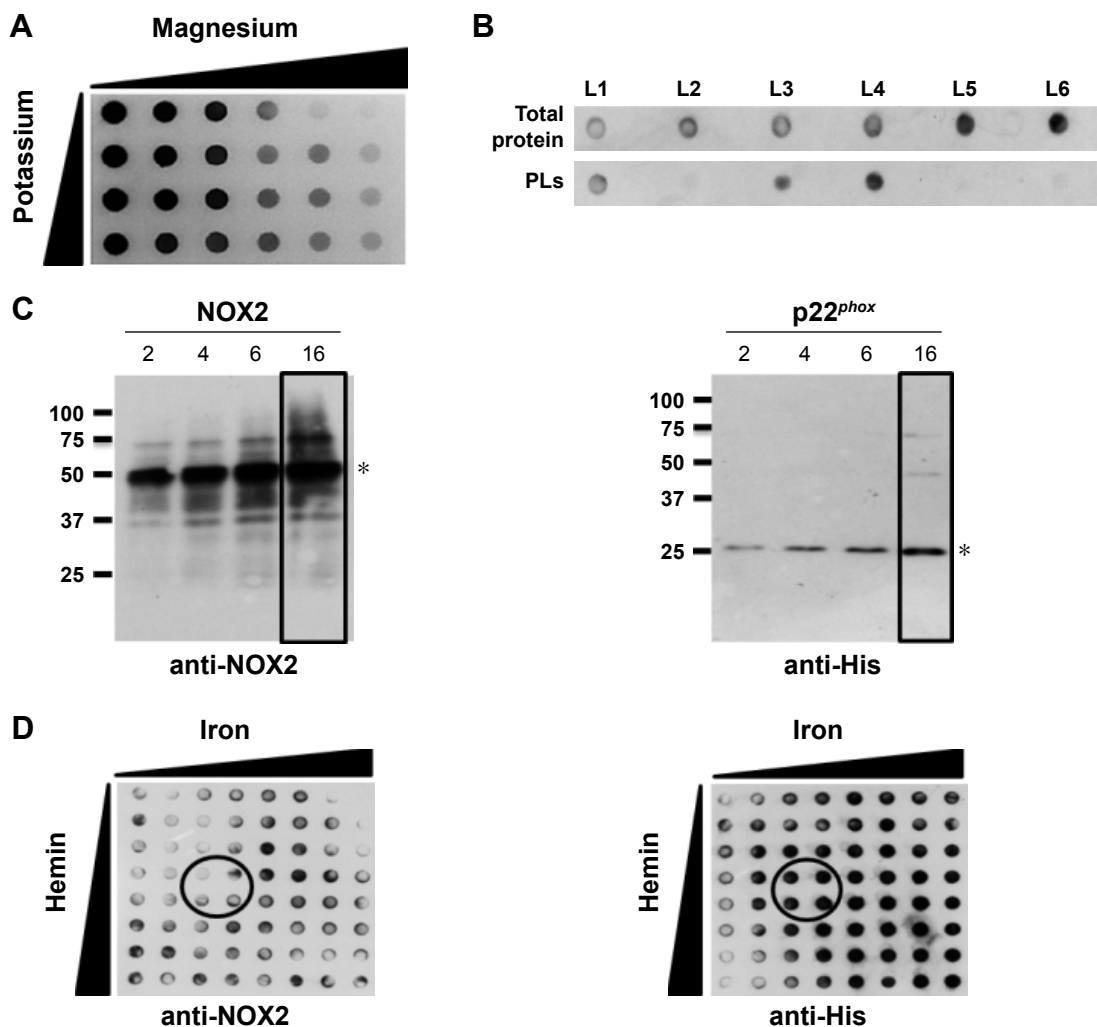 A
Magnesium
Potassium
B
L1 L2 L3 L4 L5 L6
Total
protein
PLs
C
NOX2
2 4 6 16
100
75
50
*
37
25
anti-NOX2
p22phox
2 4 6 16
100
75
50
37
25
*
anti-His
D
Iron
Hemin
anti-NOX2
Iron
Hemin
anti-His